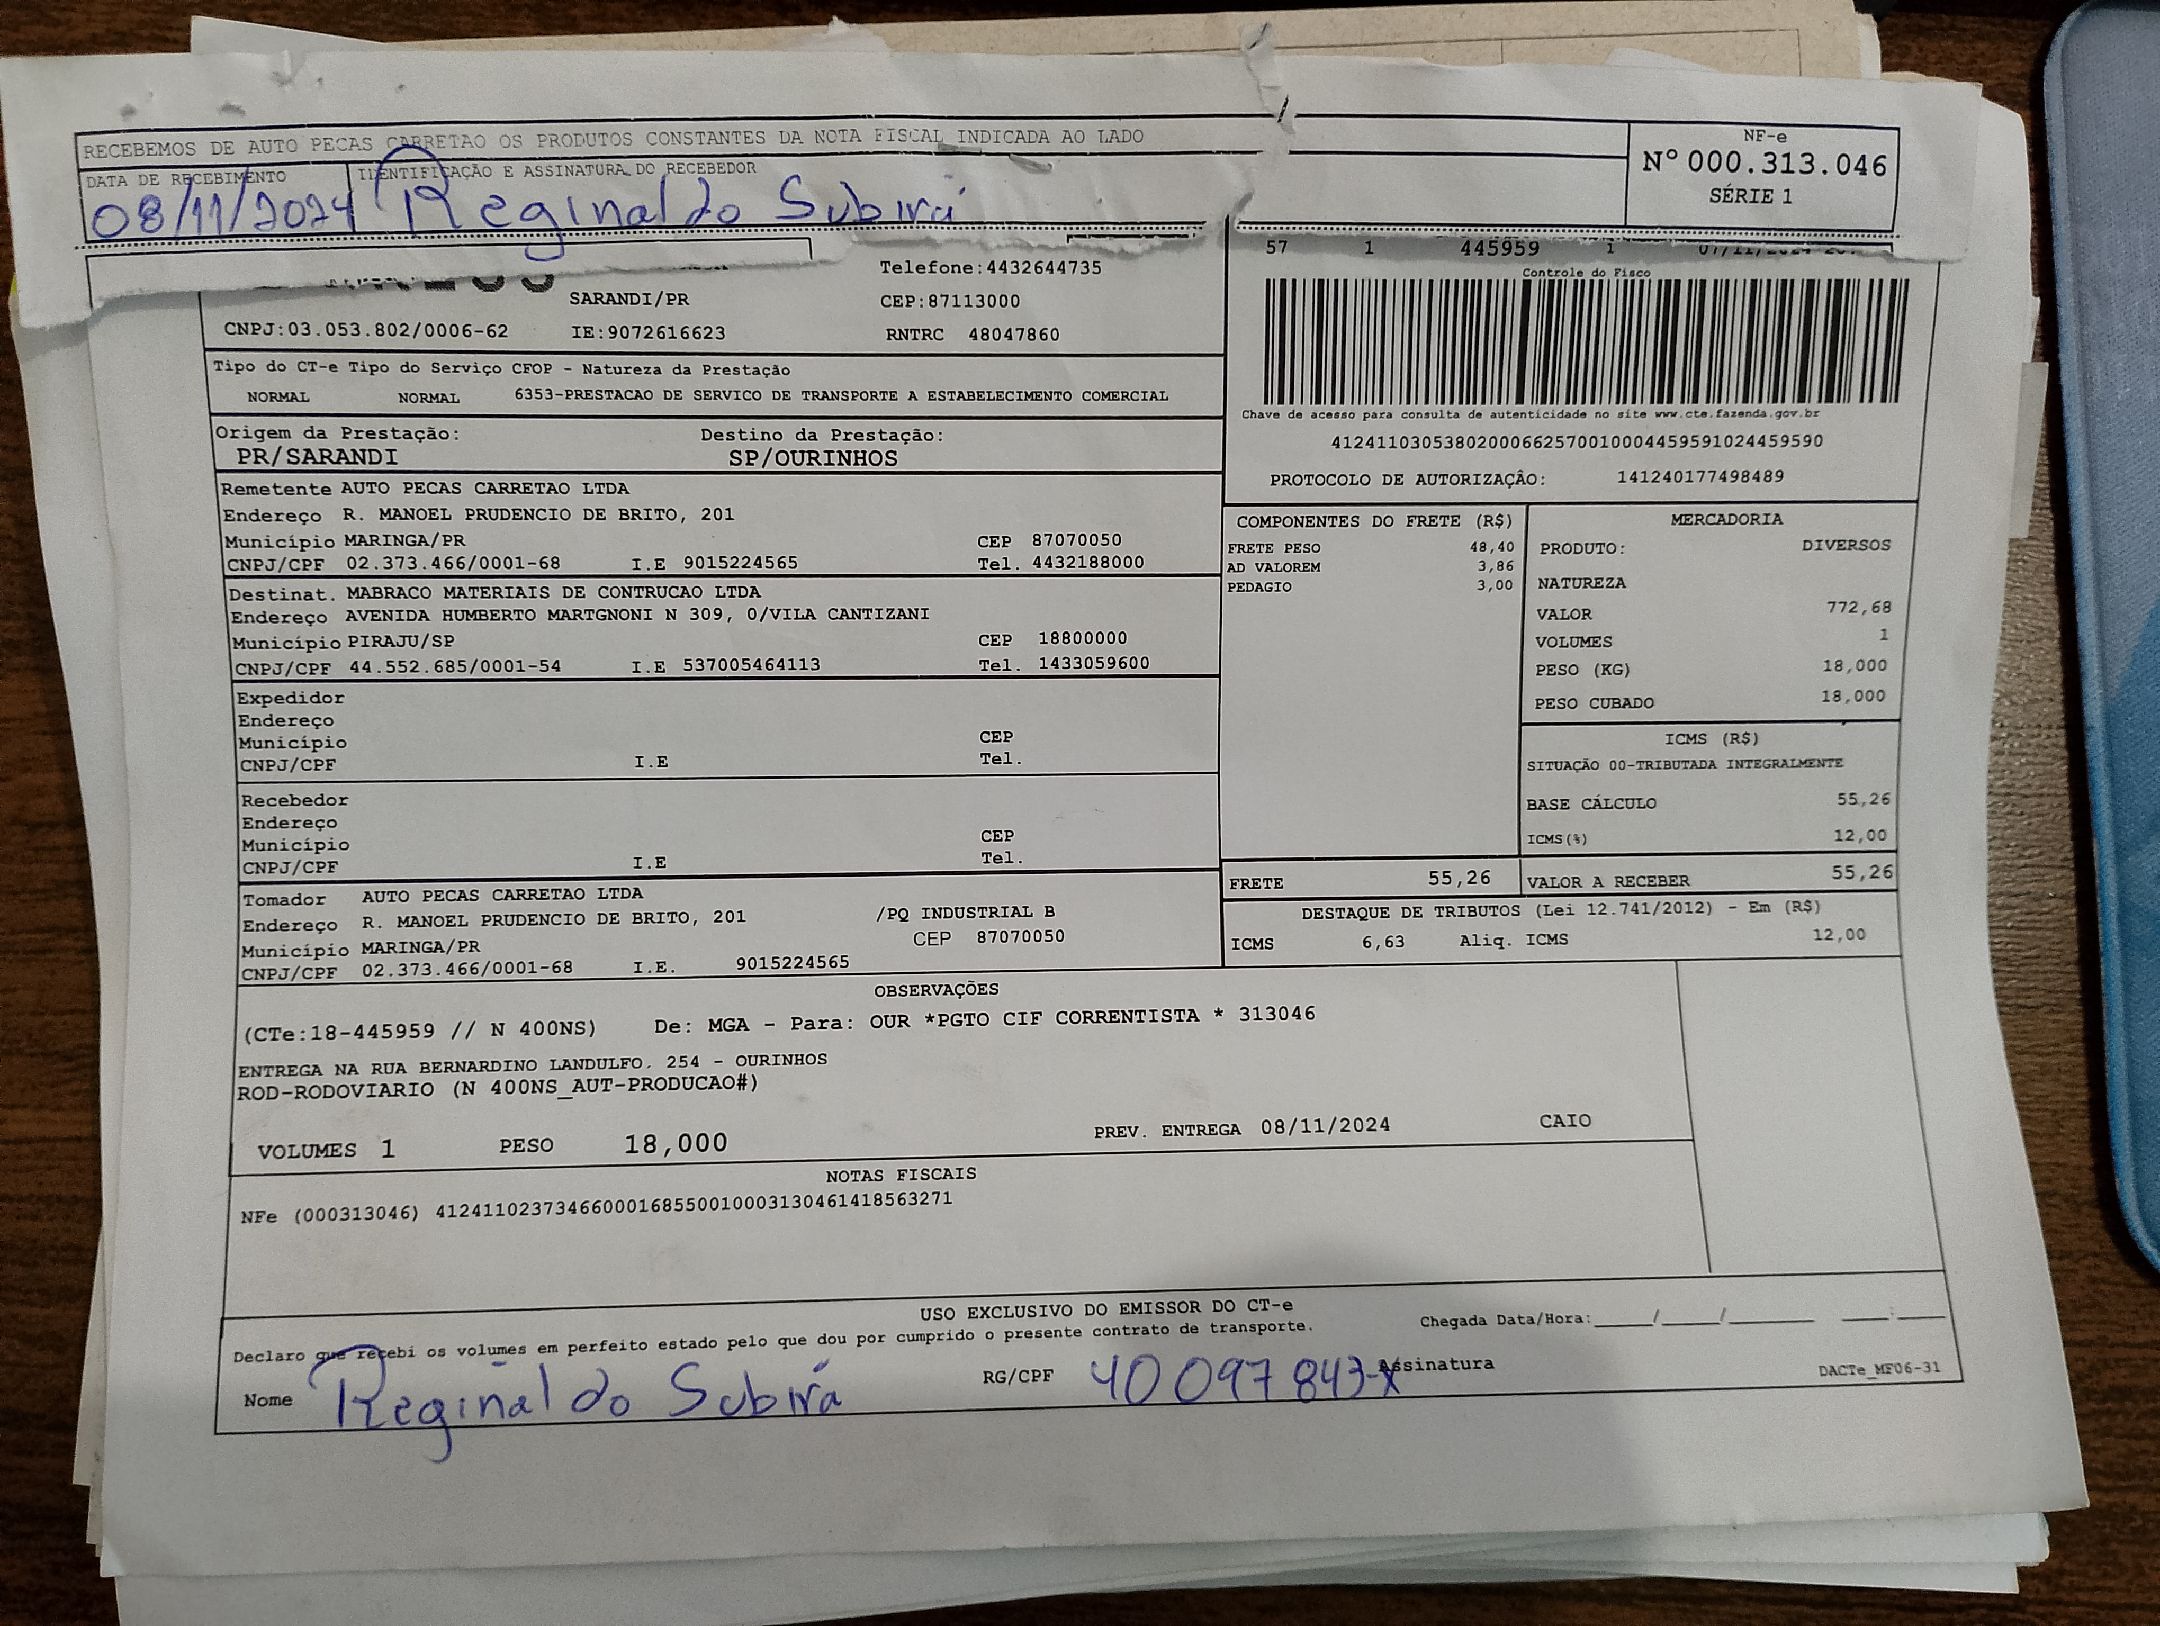 RECEBEMOS DE AUTO PECAS CARRETAO OS PRODUTOS CONSTANTES DA NOTA FISCAL INDICADA AO LADO
NF-e
Nº 000.313.046
SÉRIE 1
DATA DE RECEBIMENTO
IDENTIFICAÇÃO E ASSINATURA DO RECEBEDOR
08/11/2024 Reginaldo Subirá
57 1 445959 1
Telefone:4432644735
SARANDI/PR CEP:87113000
CNPJ:03.053.802/0006-62 IE:9072616623 RNTRC 48047860
Controle do Fisco
Chave de acesso para consulta de autenticidade no site www.cte.fazenda.gov.br
41241103053802000662570010004459591024459590
PROTOCOLO DE AUTORIZAÇÂO: 141240177498489
Tipo do CT-e Tipo do Serviço CFOP - Natureza da Prestação
NORMAL NORMAL 6353-PRESTACAO DE SERVICO DE TRANSPORTE A ESTABELECIMENTO COMERCIAL
Origem da Prestação: Destino da Prestação:
PR/SARANDI SP/OURINHOS
Remetente AUTO PECAS CARRETAO LTDA
Endereço R. MANOEL PRUDENCIO DE BRITO, 201
Município MARINGA/PR CEP 87070050
CNPJ/CPF 02.373.466/0001-68 I.E 9015224565 Tel. 4432188000
Destinat. MABRACO MATERIAIS DE CONTRUCAO LTDA
Endereço AVENIDA HUMBERTO MARTGNONI N 309, 0/VILA CANTIZANI
Município PIRAJU/SP CEP 18800000
CNPJ/CPF 44.552.685/0001-54 I.E 537005464113 Tel. 1433059600
Expedidor
Endereço
Município CEP
CNPJ/CPF I.E Tel.
Recebedor
Endereço
Município CEP
CNPJ/CPF I.E Tel.
Tomador AUTO PECAS CARRETAO LTDA
Endereço R. MANOEL PRUDENCIO DE BRITO, 201 /PQ INDUSTRIAL B
Município MARINGA/PR CEP 87070050
CNPJ/CPF 02.373.466/0001-68 I.E. 9015224565
COMPONENTES DO FRETE (R$)
FRETE PESO 48,40
AD VALOREM 3,86
PEDAGIO 3,00
MERCADORIA
PRODUTO: DIVERSOS
NATUREZA
VALOR 772,68
VOLUMES 1
PESO (KG) 18,000
PESO CUBADO 18,000
ICMS (R$)
SITUAÇÃO 00-TRIBUTADA INTEGRALMENTE
BASE CÁLCULO 55,26
ICMS(%) 12,00
FRETE 55,26 VALOR A RECEBER 55,26
DESTAQUE DE TRIBUTOS (Lei 12.741/2012) - Em (R$)
ICMS 6,63 Aliq. ICMS 12,00
OBSERVAÇÕES
(CTe:18-445959 // N 400NS) De: MGA - Para: OUR *PGTO CIF CORRENTISTA * 313046
ENTREGA NA RUA BERNARDINO LANDULFO. 254 - OURINHOS
ROD-RODOVIARIO (N 400NS_AUT-PRODUCAO#)
VOLUMES 1 PESO 18,000 PREV. ENTREGA 08/11/2024 CAIO
NOTAS FISCAIS
NFe (000313046) 41241102373466000168550010003130461418563271
USO EXCLUSIVO DO EMISSOR DO CT-e
Declaro que recebi os volumes em perfeito estado pelo que dou por cumprido o presente contrato de transporte.
Chegada Data/Hora:____/____/______ ___:___
Nome Reginaldo Subirá RG/CPF 40097843-X Assinatura
DACTe_MF06-31